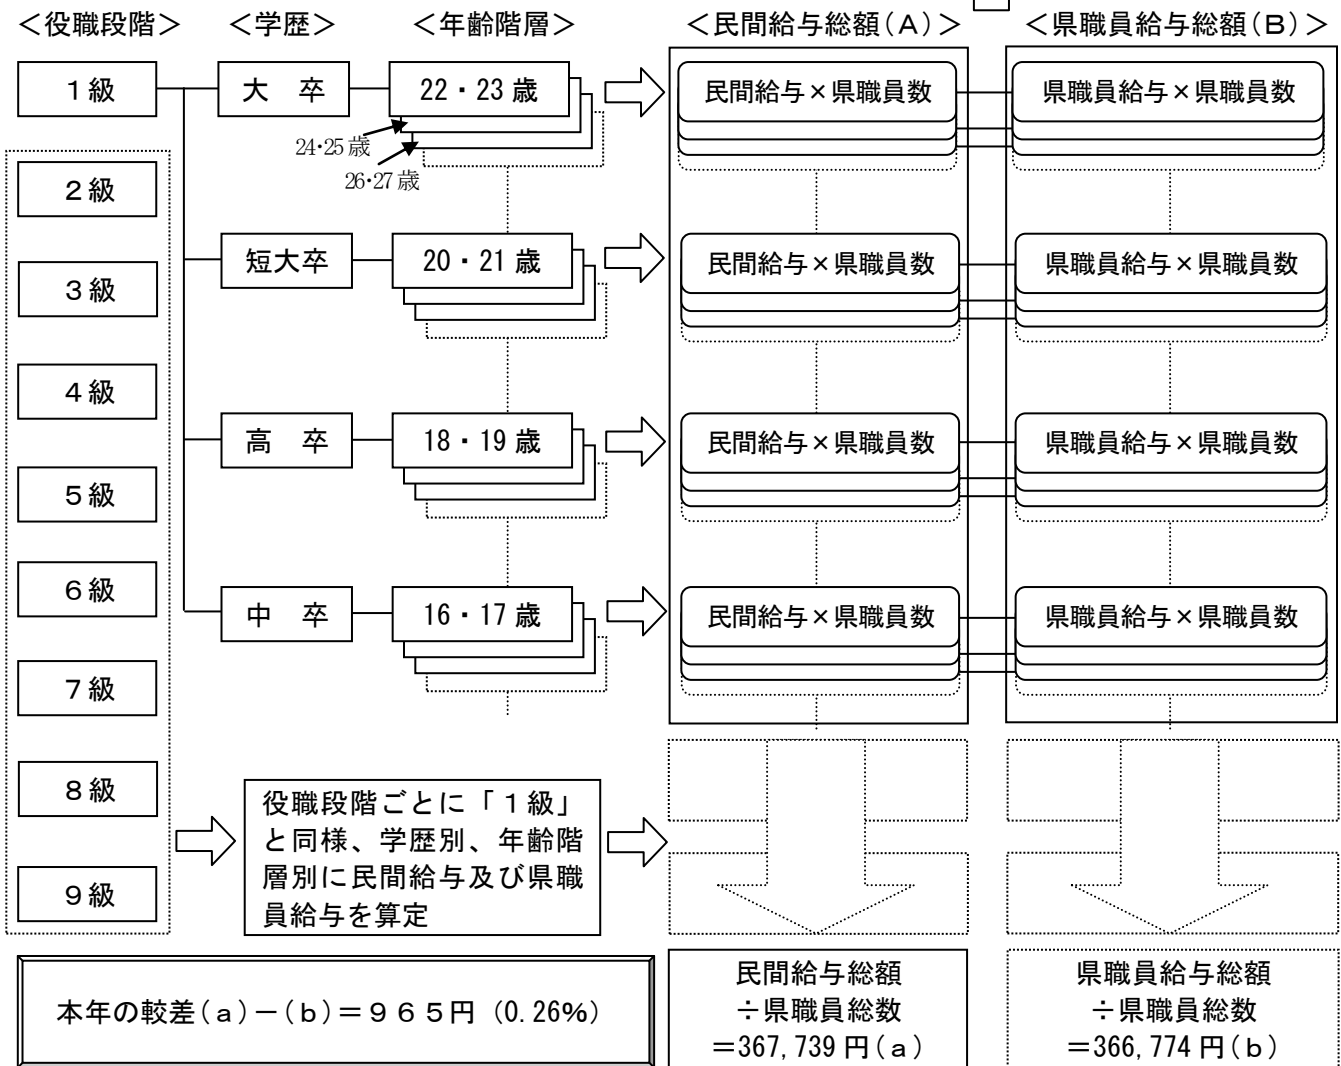 ＜役職段階＞ ＜学歴＞ ＜年齢階層＞ ＜民間給与総額(Ａ)＞ ＜県職員給与総額(Ｂ)＞
１級 大　卒 22・23 歳 民間給与×県職員数 県職員給与×県職員数
24・25 歳
26・27 歳
２級
短大卒 20・21 歳 民間給与×県職員数 県職員給与×県職員数
３級
４級
高　卒 18・19 歳 民間給与×県職員数 県職員給与×県職員数
５級
６級
中　卒 16・17 歳 民間給与×県職員数 県職員給与×県職員数
７級
８級
９級
役職段階ごとに「１級」
と同様、学歴別、年齢階
層別に民間給与及び県職
員給与を算定
本年の較差(ａ)－(ｂ)＝９６５円 (0.26%)
民間給与総額
÷県職員総数
＝367,739 円(ａ)
県職員給与総額
÷県職員総数
＝366,774 円(ｂ)